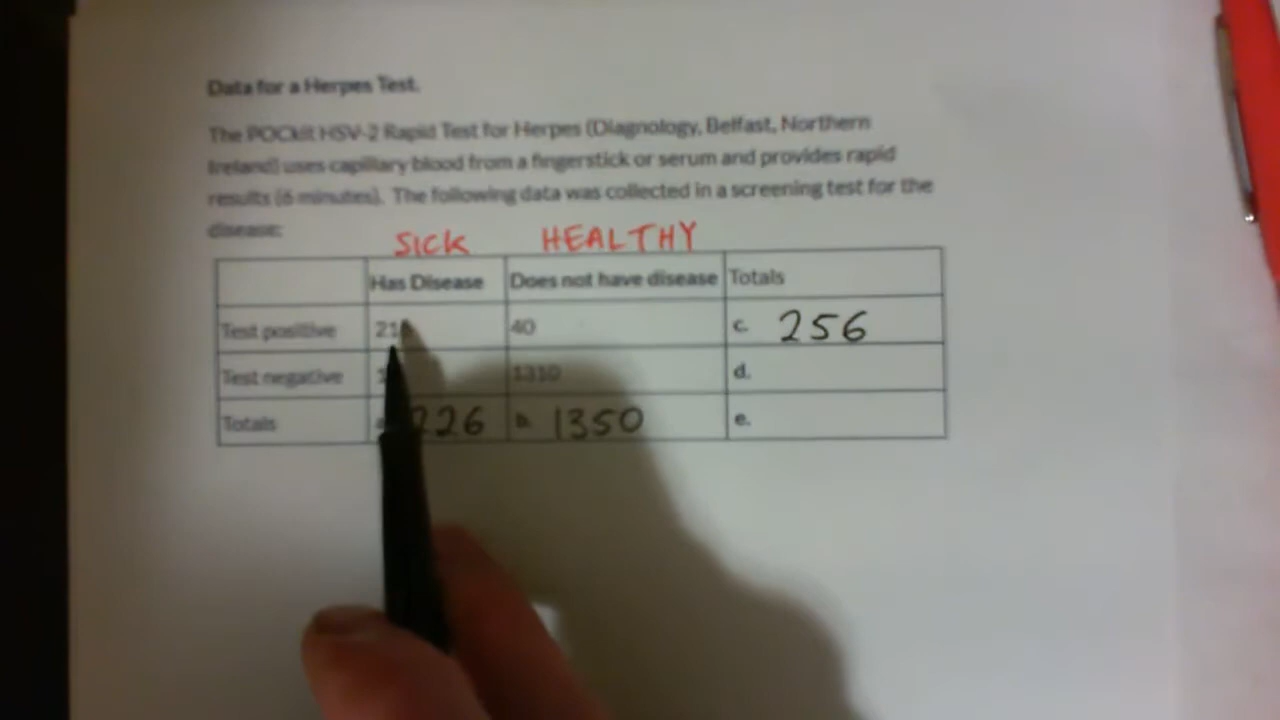 Data for a Herpes Test.
The POCkit HSV-2 Rapid Test for Herpes (Diagnology, Belfast, Northern
Ireland) uses capillary blood from a fingerstick or serum and provides rapid
results (6 minutes). The following data was collected in a screening test for the
disease:
SICK HEALTHY
Has Disease Does not have disease Totals
Test positive 40 c. 256
Test negative 1310 d.
Totals 226 b. 1350 e.